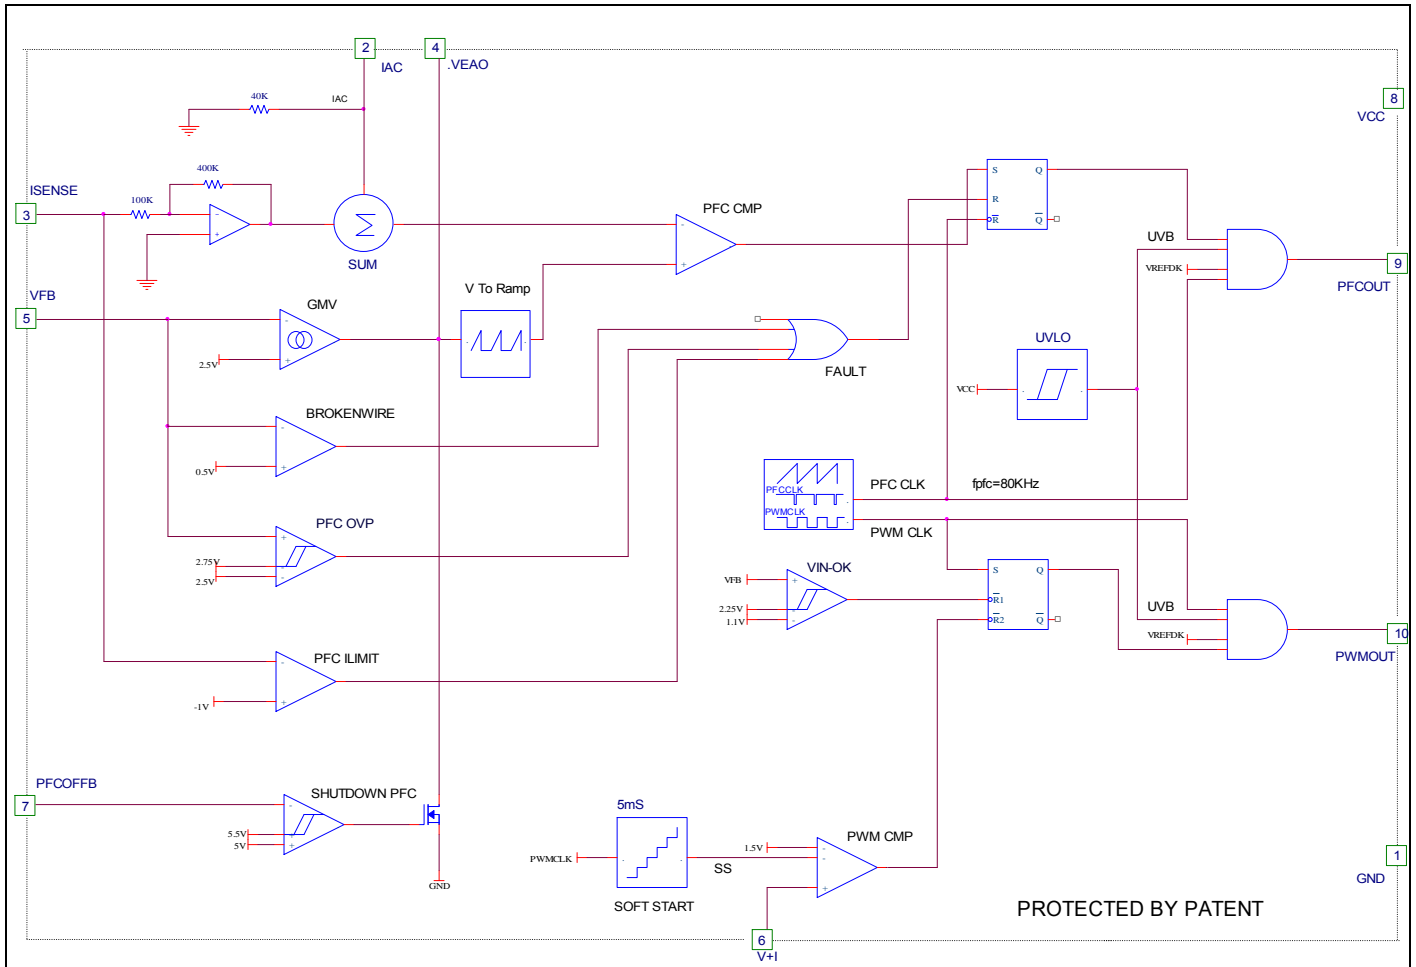 2
IAC
4
.VEAO
8
VCC
40K
IAC
ISENSE
3
400K
100K
-
+
Σ
SUM
PFC CMP
-
+
S Q
R
R Q
UVB
VREFDK
9
PFCOUT
VFB
5
GMV
-
+
2.5V
V To Ramp
FAULT
UVLO
VCC
BROKENWIRE
-
+
0.5V
PFCCLK
PWMCLK
PFC CLK
fpfc=80KHz
PWM CLK
PFC OVP
+
-
-
2.75V
2.5V
VIN-OK
VFB
+
2.25V
1.1V
-
S Q
R1
R2 Q
UVB
VREFDK
10
PWMOUT
PFC ILIMIT
-
+
-1V
PFCOFFB
7
SHUTDOWN PFC
-
+
+
5.5V
5V
GND
5mS
PWMCLK
SS
SOFT START
1.5V
PWM CMP
-
-
+
6
V+I
1
GND
PROTECTED BY PATENT